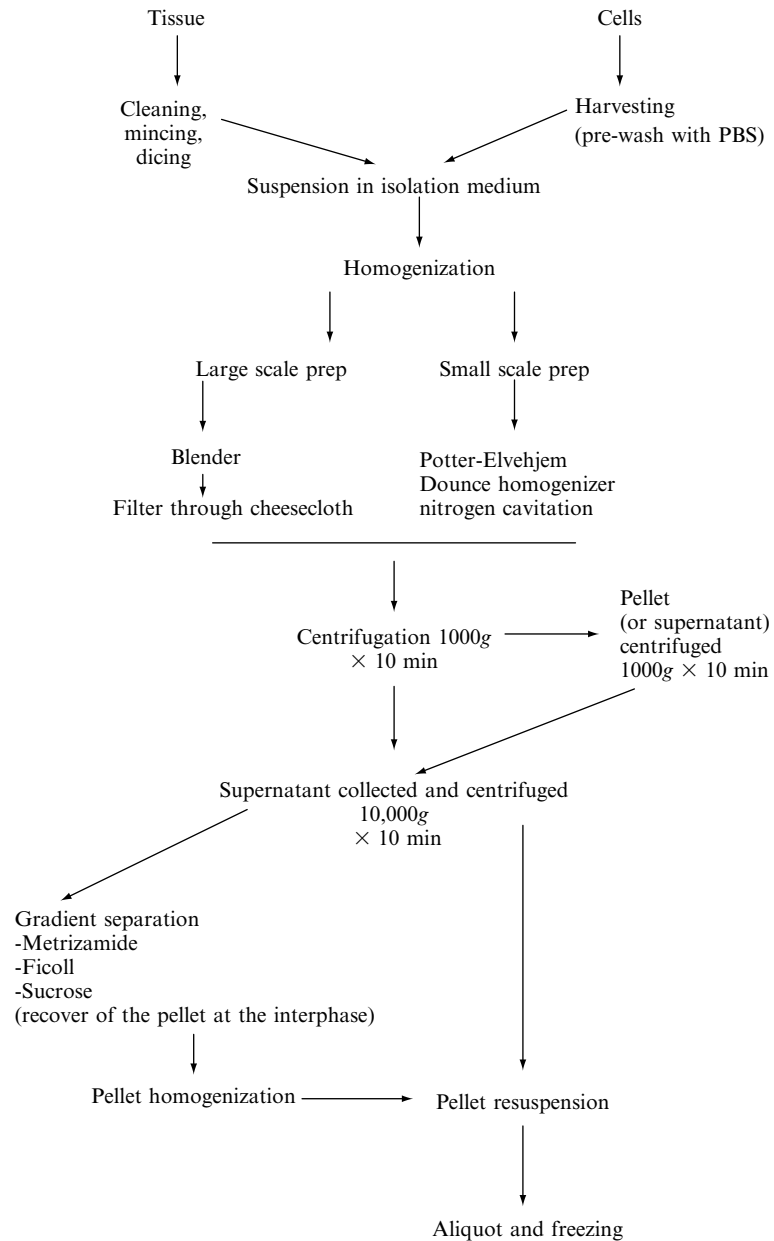 Tissue
Cells
Cleaning,
mincing,
dicing
Harvesting
(pre-wash with PBS)
Suspension in isolation medium
Homogenization
Large scale prep
Small scale prep
Blender
Filter through cheesecloth
Potter-Elvehjem
Dounce homogenizer
nitrogen cavitation
Centrifugation 1000g
× 10 min
Pellet
(or supernatant)
centrifuged
1000g × 10 min
Supernatant collected and centrifuged
10,000g
× 10 min
Gradient separation
-Metrizamide
-Ficoll
-Sucrose
(recover of the pellet at the interphase)
Pellet homogenization
Pellet resuspension
Aliquot and freezing